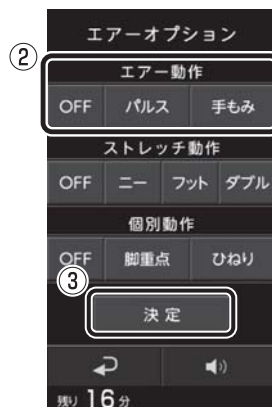 エアーオプション
②
エアー動作
OFF パルス 手もみ
ストレッチ動作
OFF ニー フット ダブル
個別動作
OFF 脚重点 ひねり
③
決定
残り 16分